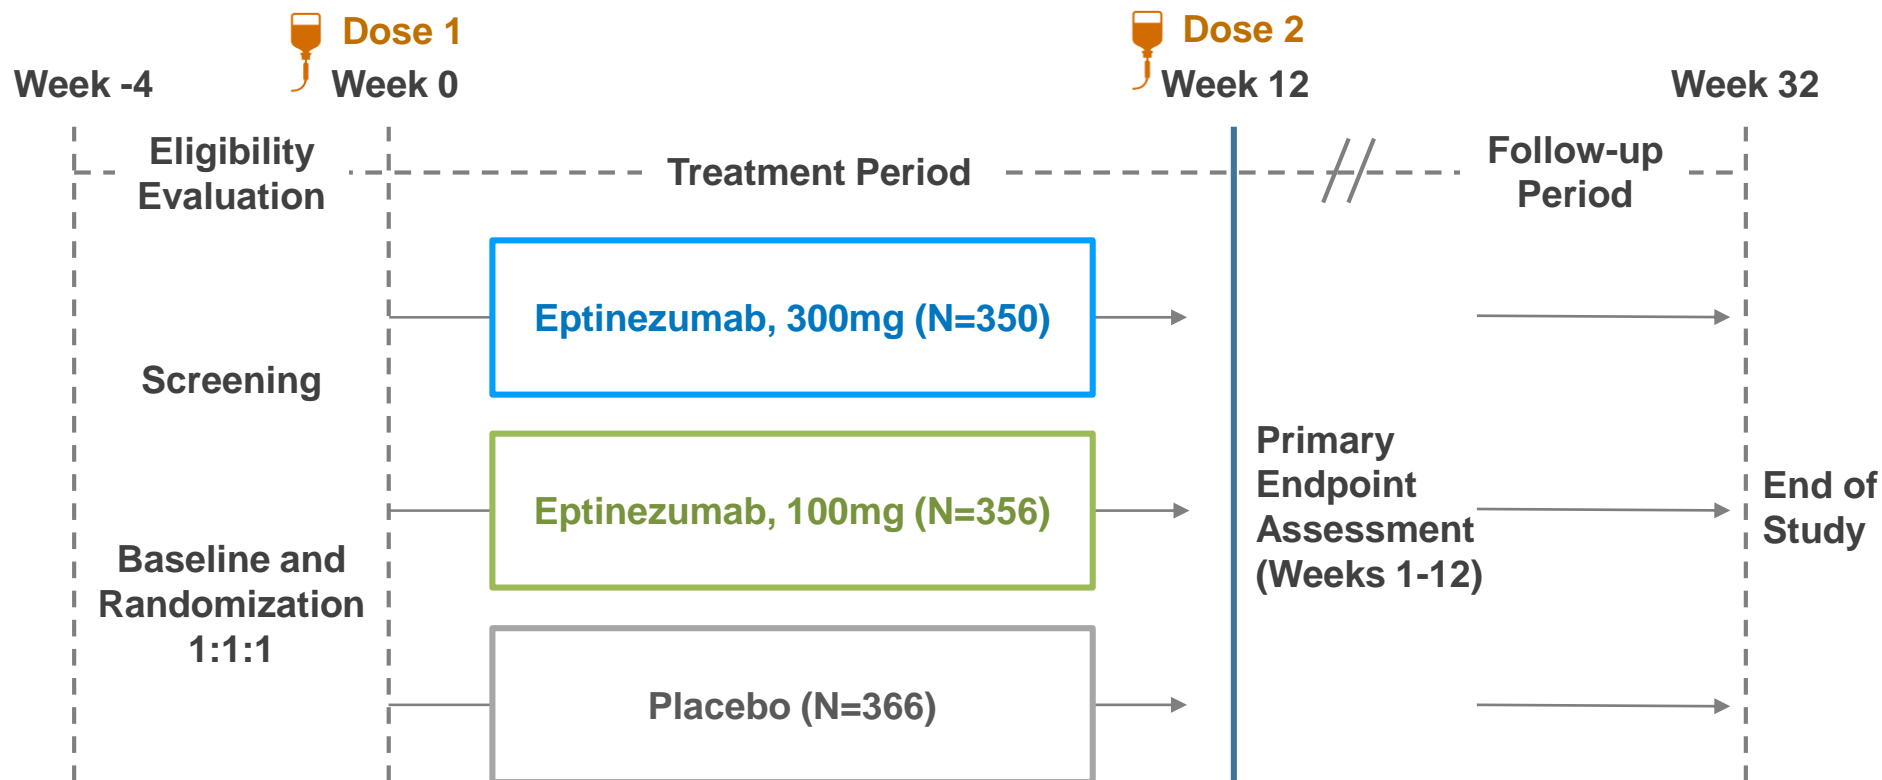 Dose 1
Dose 2
Week -4
Week 0
Week 12
Week 32
Eligibility
Evaluation
Treatment Period
Follow-up
Period
Eptinezumab, 300mg (N=350)
Screening
Eptinezumab, 100mg (N=356)
Primary
Endpoint
Assessment
(Weeks 1-12)
End of
Study
Baseline and
Randomization
1:1:1
Placebo (N=366)